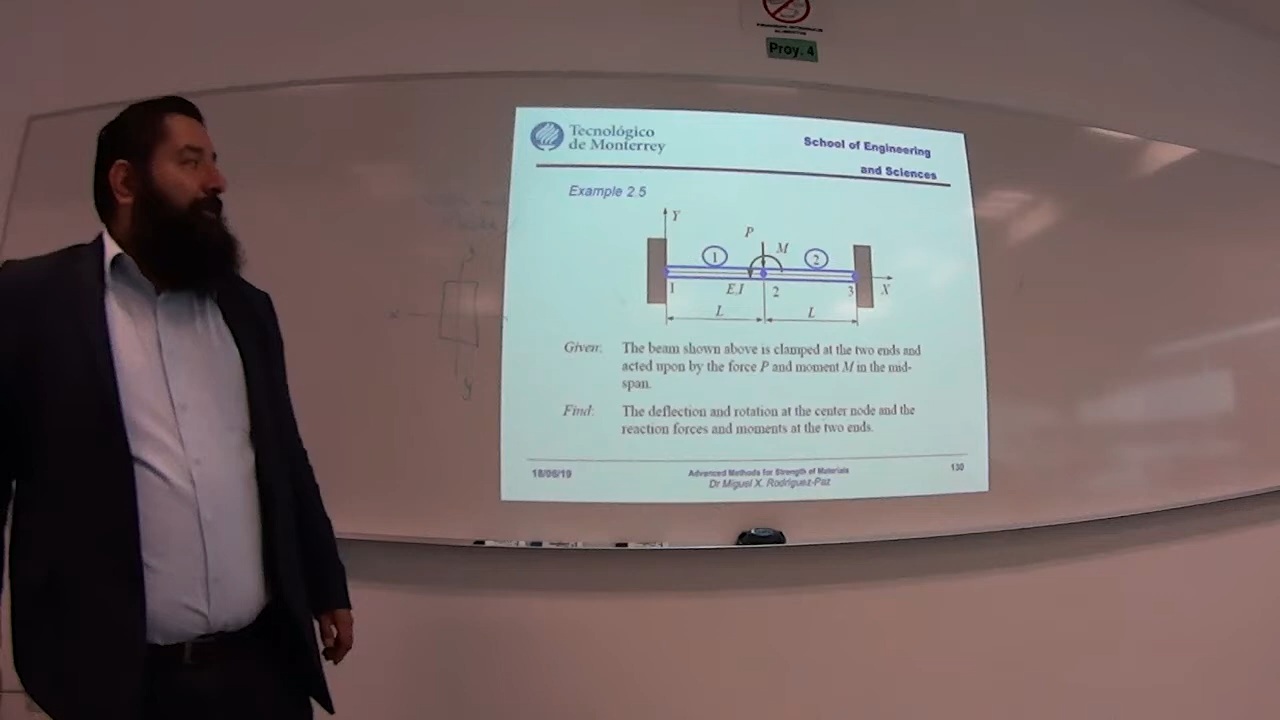 Proy. 4
Tecnológico
de Monterrey
School of Engineering
and Sciences
Example 2.5
Y
P
M
1
2
1
E,I
2
3
X
L
L
Given:
The beam shown above is clamped at the two ends and
acted upon by the force P and moment M in the mid-
span.
Find:
The deflection and rotation at the center node and the
reaction forces and moments at the two ends.
18/06/19
Advanced Methods for Strength of Materials
130
Dr Miguel X. Rodríguez-Paz
x
y